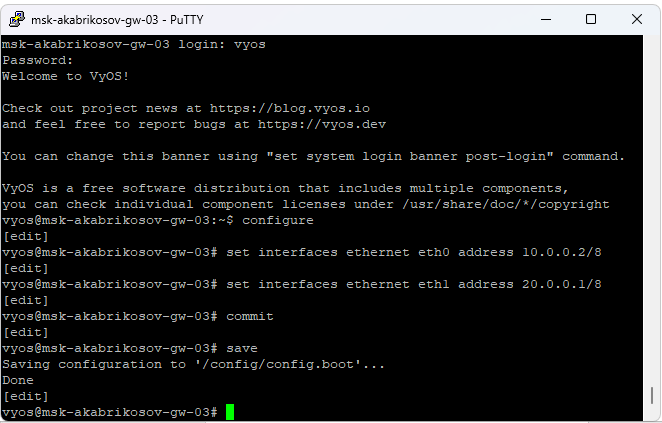 msk-akabrikosov-gw-03 - PuTTY
msk-akabrikosov-gw-03 login: vyos
Password:
Welcome to VyOS!
Check out project news at https://blog.vyos.io
and feel free to report bugs at https://vyos.dev
You can change this banner using "set system login banner post-login" command.
VyOS is a free software distribution that includes multiple components,
you can check individual component licenses under /usr/share/doc/*/copyright
vyos@msk-akabrikosov-gw-03:~$ configure
[edit]
vyos@msk-akabrikosov-gw-03# set interfaces ethernet eth0 address 10.0.0.2/8
[edit]
vyos@msk-akabrikosov-gw-03# set interfaces ethernet eth1 address 20.0.0.1/8
[edit]
vyos@msk-akabrikosov-gw-03# commit
[edit]
vyos@msk-akabrikosov-gw-03# save
Saving configuration to '/config/config.boot'...
Done
[edit]
vyos@msk-akabrikosov-gw-03#